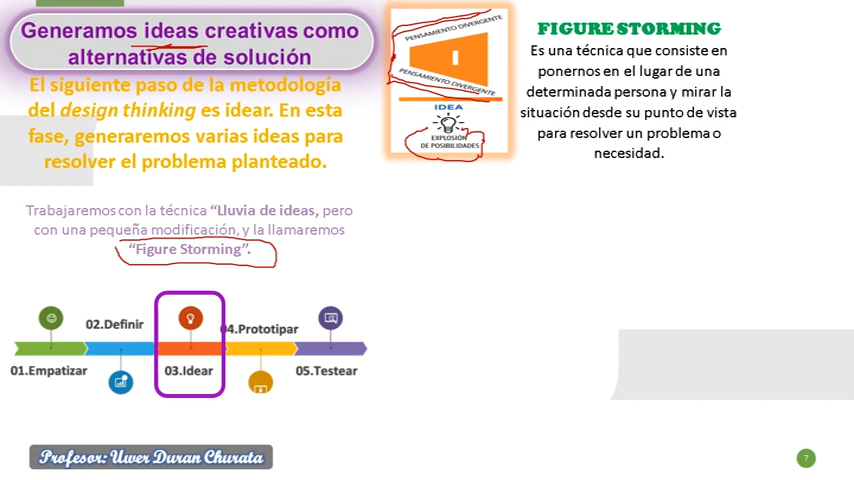 Generamos ideas creativas como
alternativas de solución
El siguiente paso de la metodología
del design thinking es idear. En esta
fase, generaremos varias ideas para
resolver el problema planteado.
Trabajaremos con la técnica “Lluvia de ideas, pero
con una pequeña modificación, y la llamaremos
“Figure Storming”.
01.Empatizar
02.Definir
03.Idear
04.Prototipar
05.Testear
PENSAMIENTO DIVERGENTE
PENSAMIENTO DIVERGENTE
IDEA
EXPLOSIÓN
DE POSIBILIDADES
FIGURE STORMING
Es una técnica que consiste en
ponernos en el lugar de una
determinada persona y mirar la
situación desde su punto de vista
para resolver un problema o
necesidad.
Profesor: Uwer Duran Churata
7